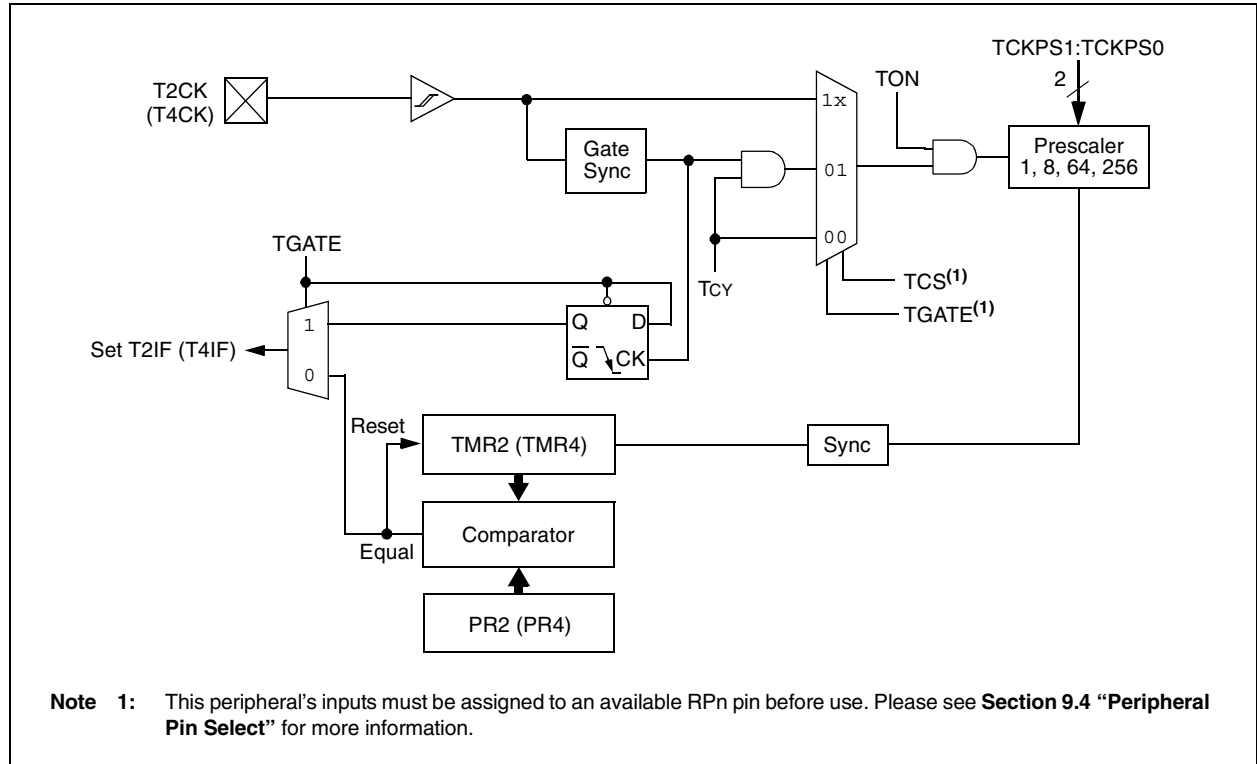 TCKPS1:TCKPS0
2
TON
T2CK
(T4CK)
1x
Prescaler
1, 8, 64, 256
Gate
Sync
01
00
TGATE
TCY
TCS(1)
TGATE(1)
1
Q
D
Set T2IF (T4IF)
Q
CK
0
Reset
TMR2 (TMR4)
Sync
Comparator
Equal
PR2 (PR4)
Note 1: This peripheral's inputs must be assigned to an available RPn pin before use. Please see Section 9.4 “Peripheral
Pin Select” for more information.